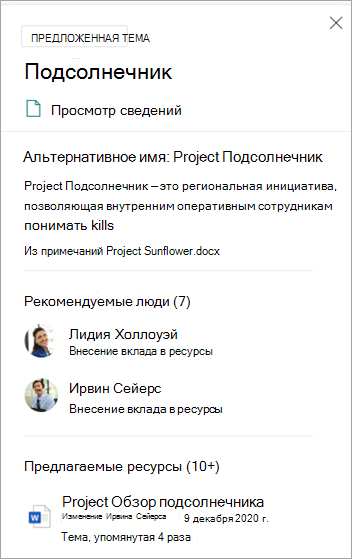 ПРЕДЛОЖЕННАЯ ТЕМА
Подсолнечник
Просмотр сведений
Альтернативное имя: Project Подсолнечник
Project Подсолнечник — это региональная инициатива,
позволяющая внутренним оперативным сотрудникам
понимать kills
Из примечаний Project Sunflower.docx
Рекомендуемые люди (7)
Лидия Холлоуэй
Внесение вклада в ресурсы
Ирвин Сейерс
Внесение вклада в ресурсы
Предлагаемые ресурсы (10+)
Project Обзор подсолнечника
Изменение Ирвина Сейерса 9 декабря 2020 г.
Тема, упомянутая 4 раза